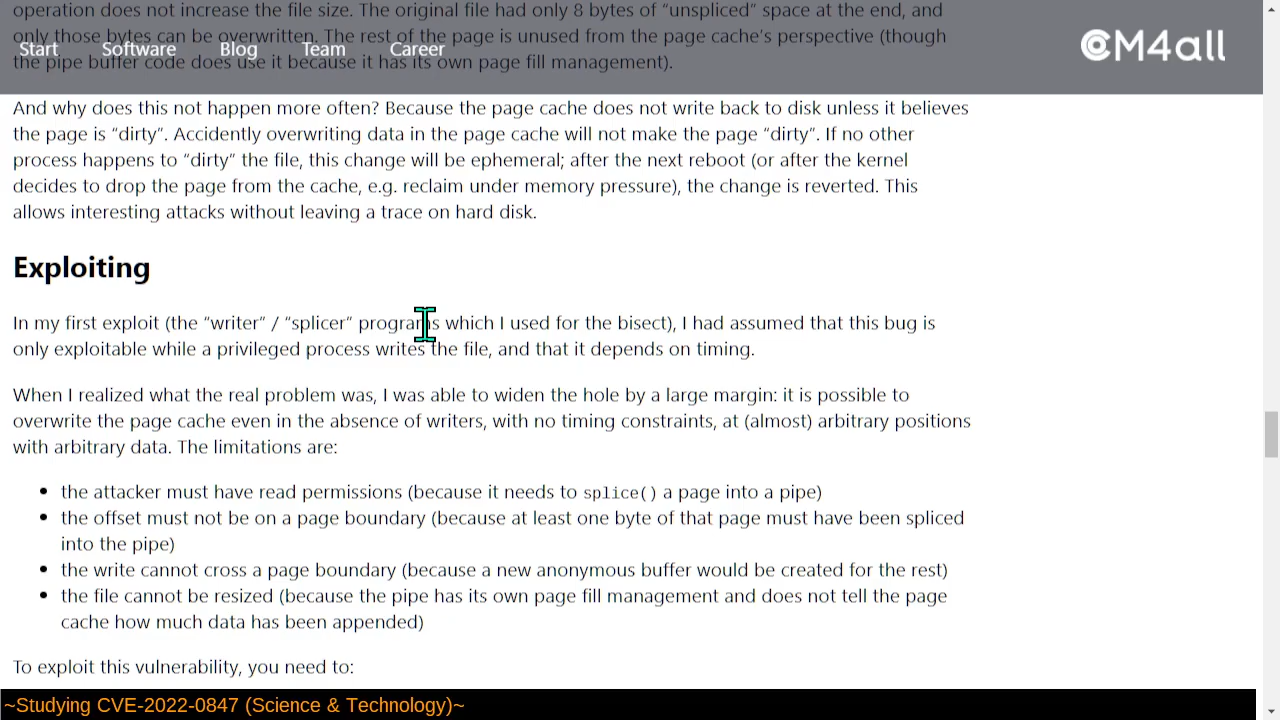 operation does not increase the file size. The original file had only 8 bytes of “unspliced” space at the end, and
only those bytes can be overwritten. The rest of the page is unused from the page cache’s perspective (though
the pipe buffer code does use it because it has its own page fill management).
Start Software Blog Team Career
CM4all
And why does this not happen more often? Because the page cache does not write back to disk unless it believes
the page is “dirty”. Accidently overwriting data in the page cache will not make the page “dirty”. If no other
process happens to “dirty” the file, this change will be ephemeral; after the next reboot (or after the kernel
decides to drop the page from the cache, e.g. reclaim under memory pressure), the change is reverted. This
allows interesting attacks without leaving a trace on hard disk.
Exploiting
In my first exploit (the “writer” / “splicer” programs which I used for the bisect), I had assumed that this bug is
only exploitable while a privileged process writes the file, and that it depends on timing.
When I realized what the real problem was, I was able to widen the hole by a large margin: it is possible to
overwrite the page cache even in the absence of writers, with no timing constraints, at (almost) arbitrary positions
with arbitrary data. The limitations are:
• the attacker must have read permissions (because it needs to splice() a page into a pipe)
• the offset must not be on a page boundary (because at least one byte of that page must have been spliced
into the pipe)
• the write cannot cross a page boundary (because a new anonymous buffer would be created for the rest)
• the file cannot be resized (because the pipe has its own page fill management and does not tell the page
cache how much data has been appended)
To exploit this vulnerability, you need to:
~Studying CVE-2022-0847 (Science & Technology)~